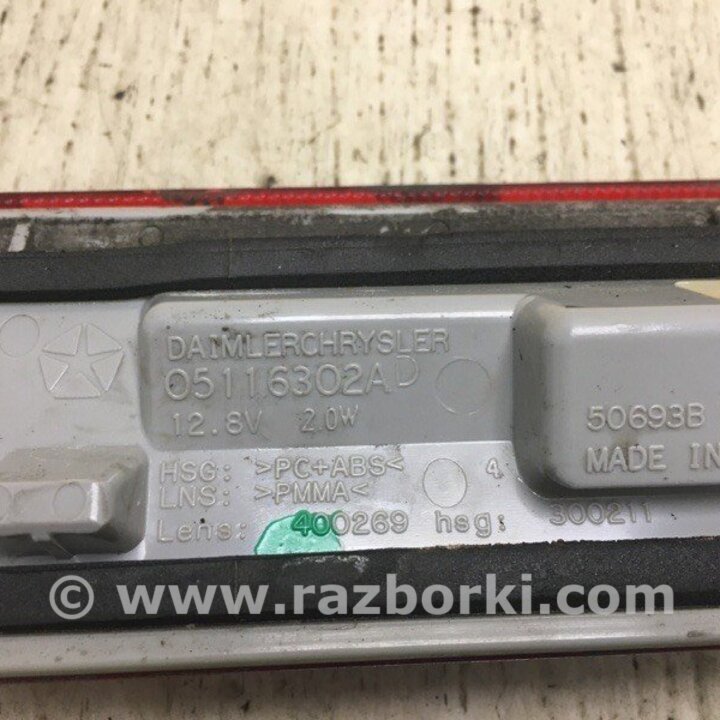 DAIMLERCHRYSLER
05116302AD
12.8V 2.0W
50693B
MADE IN
HSG: >PC+ABS< 4
LNS: >PMMA<
Lens: 400269 hsg: 300211
© www.razborki.com